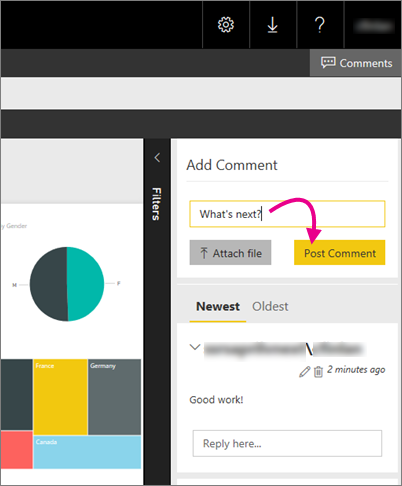 ?
Comments
Add Comment
Filters
What's next?
Attach file
Post Comment
y Gender
M
F
Newest
Oldest
2 minutes ago
Good work!
Reply here...
France
Germany
Canada